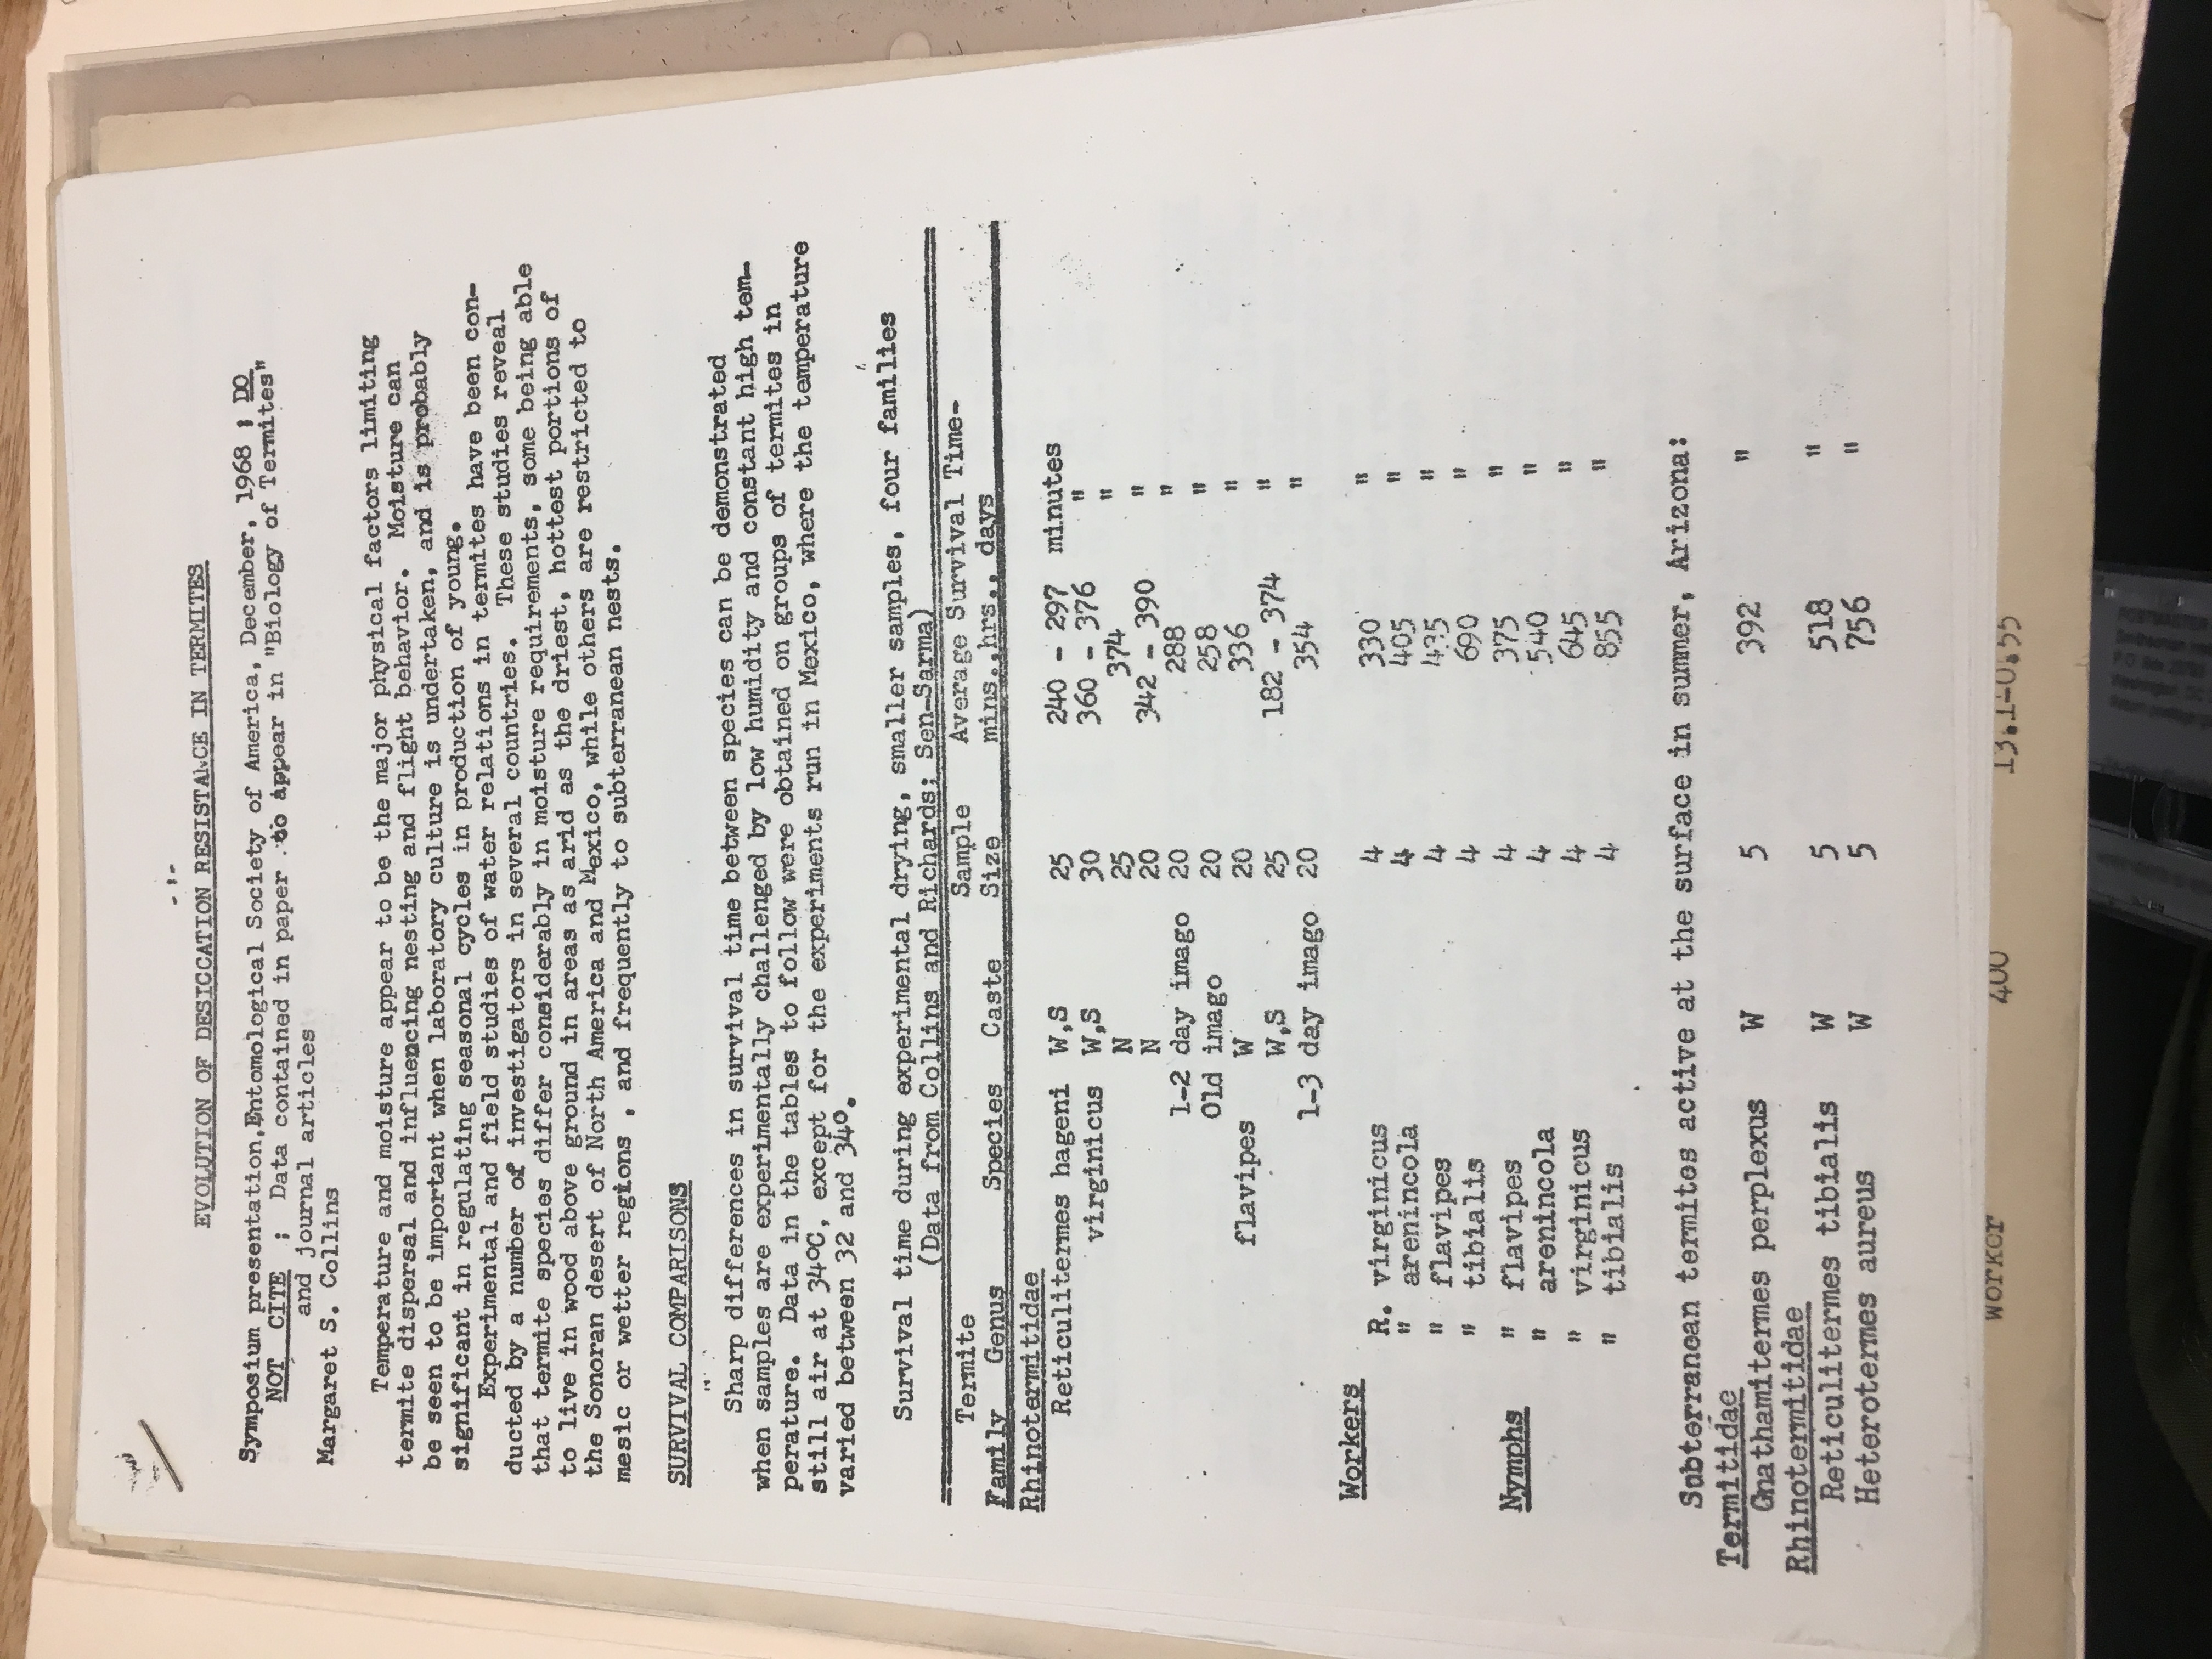 - 1 -
EVOLUTION OF DESICCATION RESISTANCE IN TERMITES
Symposium presentation,Entomological Society of America, December, 1968 ; DO
NOT CITE ; Data contained in paper to appear in "Biology of Termites"
and journal articles
Margaret S. Collins
Temperature and moisture appear to be the major physical factors limiting
termite dispersal and influencing nesting and flight behavior. Moisture can
be seen to be important when laboratory culture is undertaken, and is probably
significant in regulating seasonal cycles in production of young.
Experimental and field studies of water relations in termites have been con-
ducted by a number of investigators in several countries. These studies reveal
that termite species differ considerably in moisture requirements, some being able
to live in wood above ground in areas as arid as the driest, hottest portions of
the Sonoran desert of North America and Mexico, while others are restricted to
mesic or wetter regions , and frequently to subterranean nests.
SURVIVAL COMPARISONS
Sharp differences in survival time between species can be demonstrated
when samples are experimentally challenged by low humidity and constant high tem-
perature. Data in the tables to follow were obtained on groups of termites in
still air at 34ºC, except for the experiments run in Mexico, where the temperature
varied between 32 and 34º.
Survival time during experimental drying, smaller samples, four families
(Data from Collins and Richards; Sen-Sarma)
Termite Sample Average Survival Time-
Family Genus Species Caste Size mins.,hrs., days
Rhinotermitidae
Reticulitermes hageni W,S 25 240 - 297 minutes
virginicus W,S 30 360 - 376 "
N 25 374 "
N 20 342 - 390 "
1-2 day imago 20 288 "
Old imago 20 258 "
flavipes W 20 336 "
W,S 25 182 - 374 "
1-3 day imago 20 354 "
Workers
R. virginicus 4 330 "
" arenincola 4 405 "
" flavipes 4 435 "
" tibialis 4 690 "
Nymphs " flavipes 4 375 "
" arenincola 4 540 "
" virginicus 4 645 "
" tibialis 4 855 "
Subterranean termites active at the surface in summer, Arizona:
Termitidae
Gnathamitermes perplexus W 5 392 "
Rhinotermitidae
Reticulitermes tibialis W 5 518 "
Heterotermes aureus W 5 756 "
worker 400 13.1-0.55